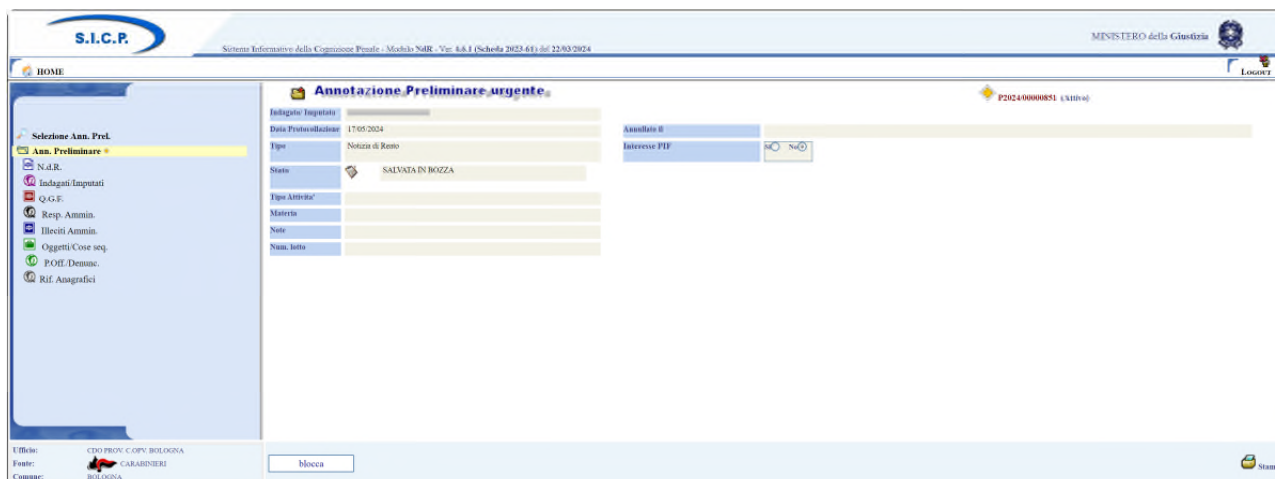 S.I.C.P.
Sistema Informativo della Cognizione Penale - Modulo NdR - Ver. 4.6.1 (Scheda 2023-61) del 22/03/2024
MINISTERO della Giustizia
HOME
LOGOUT
Annotazione Preliminare urgente
P2024/00000851 (Attivo)
Indagato/ Imputato
Selezione Ann. Prel.
Data Protocollazione 17/05/2024 Annullato il
Ann. Preliminare
Tipo Notizia di Reato Interesse PIF Si No
N.d.R.
Stato SALVATA IN BOZZA
Indagati/Imputati
Q.G.F.
Tipo Attivita'
Resp. Ammin.
Materia
Illeciti Ammin.
Note
Oggetti/Cose seq.
Num. lotto
P.Off./Denunc.
Rif. Anagrafici
Ufficio: CDO PROV. C.OPV. BOLOGNA
Fonte: CARABINIERI
Comune: BOLOGNA
blocca
Stam